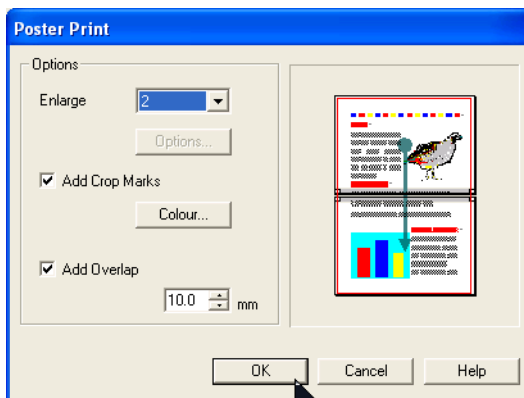 Poster Print
Options
Enlarge
2
Options...
Add Crop Marks
Colour...
Add Overlap
10.0
mm
OK
Cancel
Help